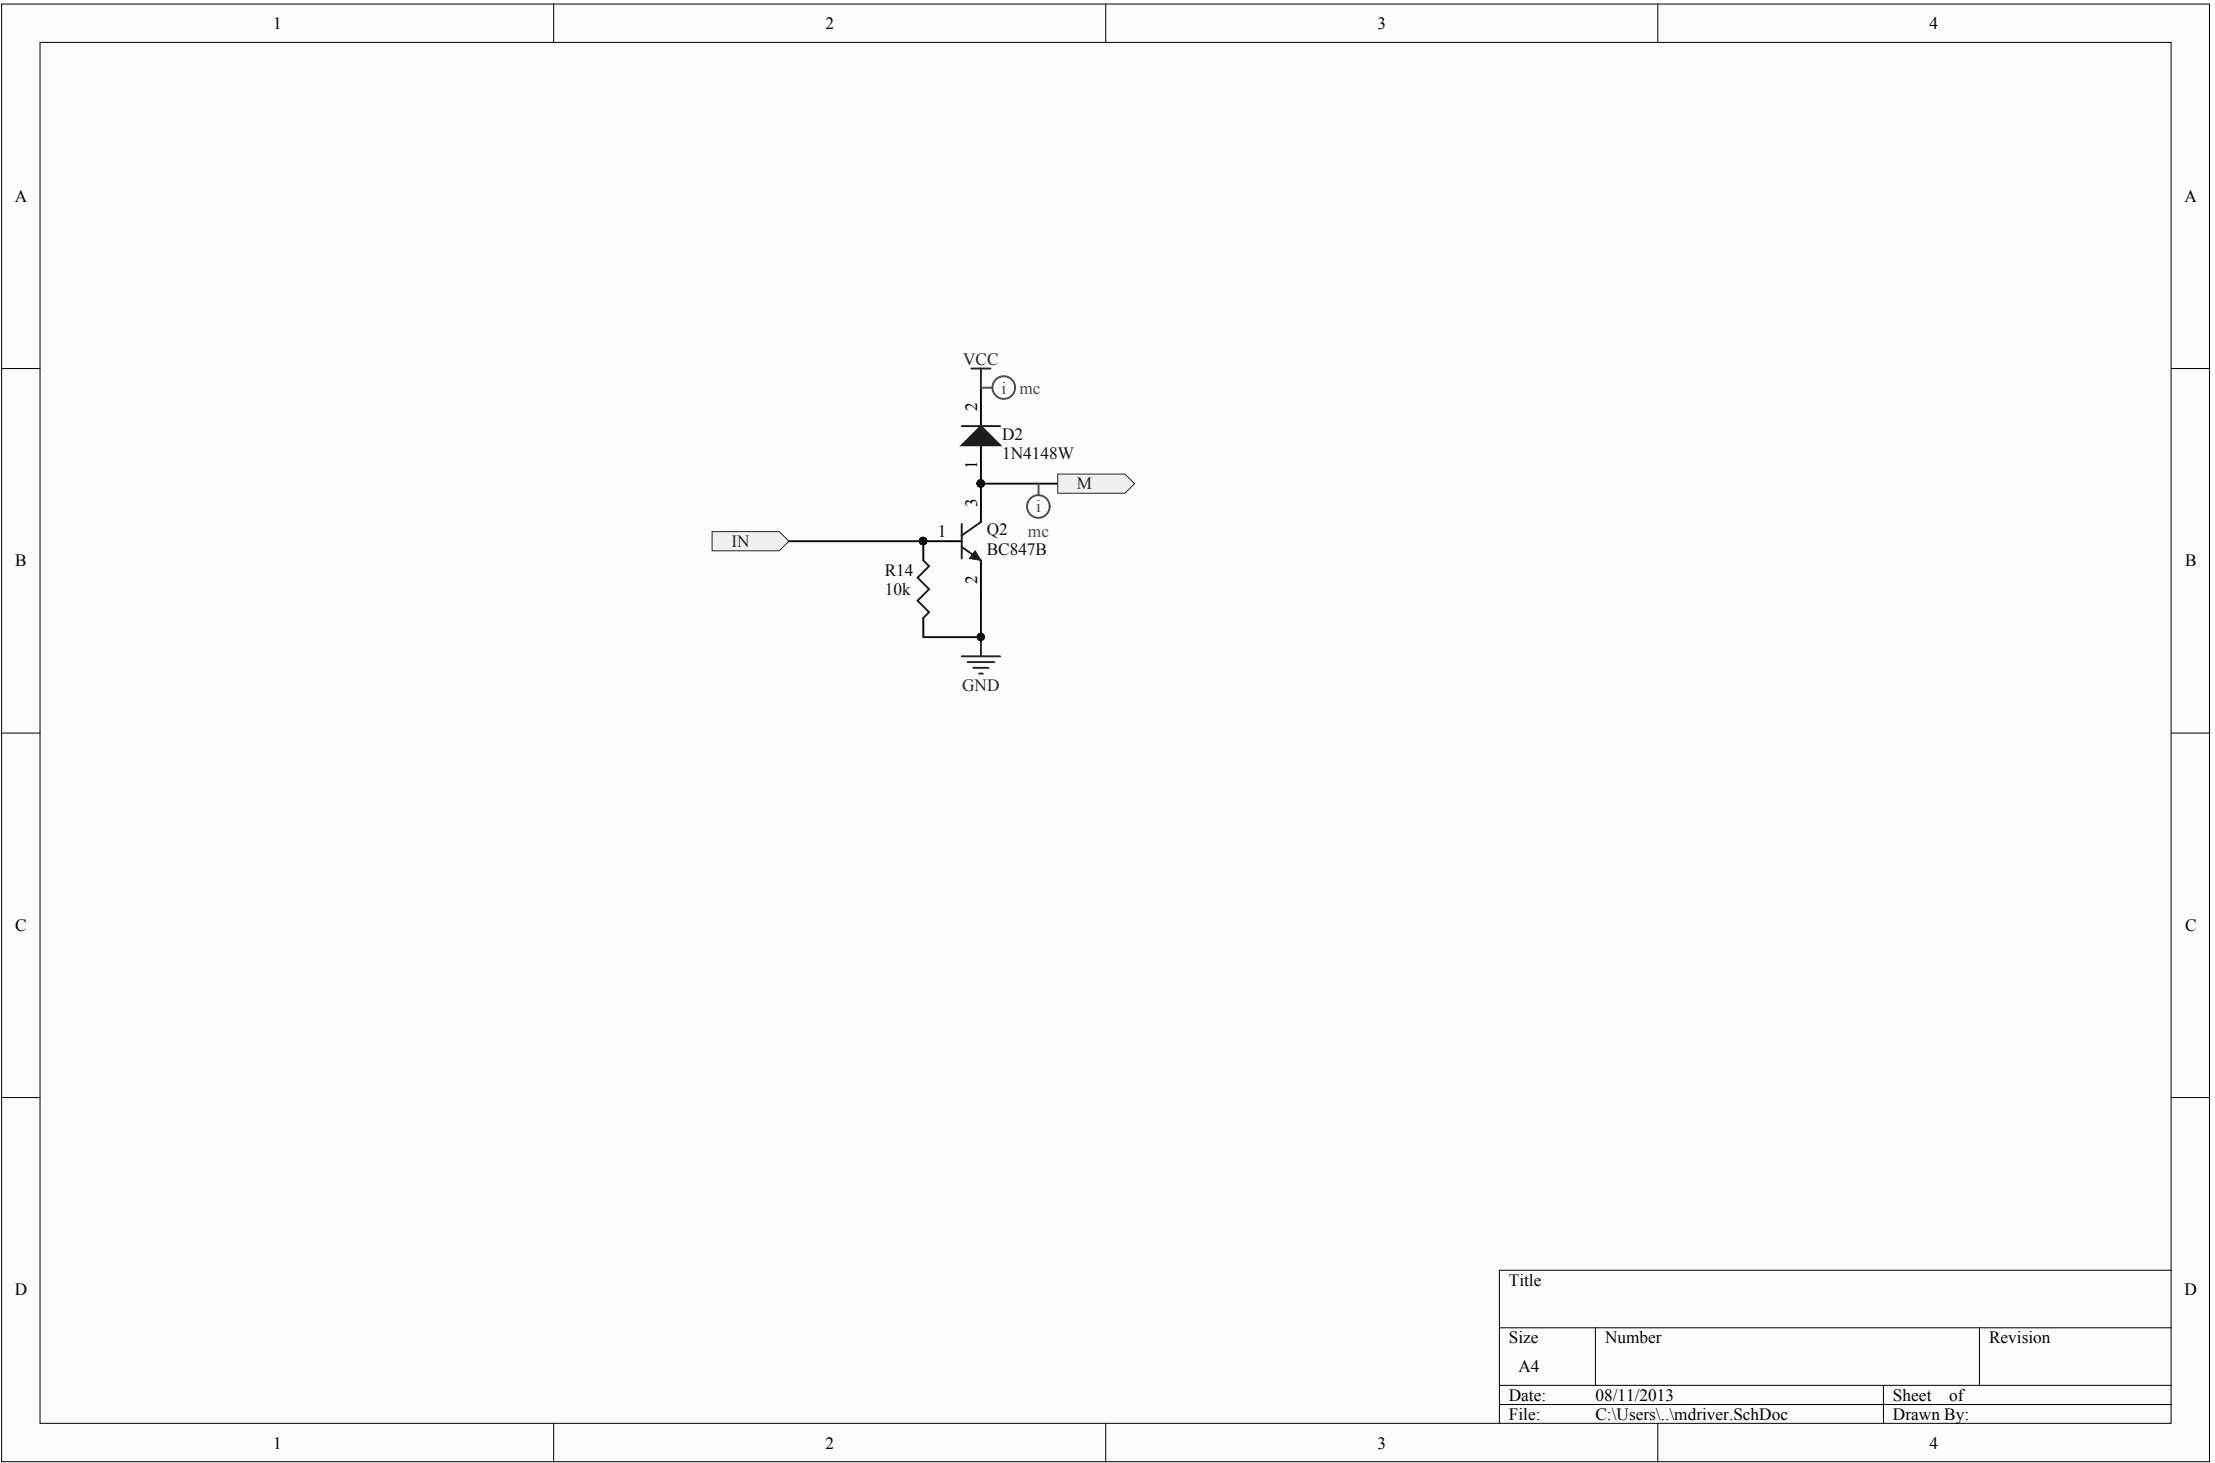 1 2 3 4
A A
VCC
i mc
2
D2
1N4148W
1
M
3
i
mc
1
Q2
BC847B
IN
B B
R14
10k
2
GND
C C
D D
Title
Size Number Revision
A4
Date: 08/11/2013 Sheet of
File: C:\Users\..\mdriver.SchDoc Drawn By:
1 2 3 4